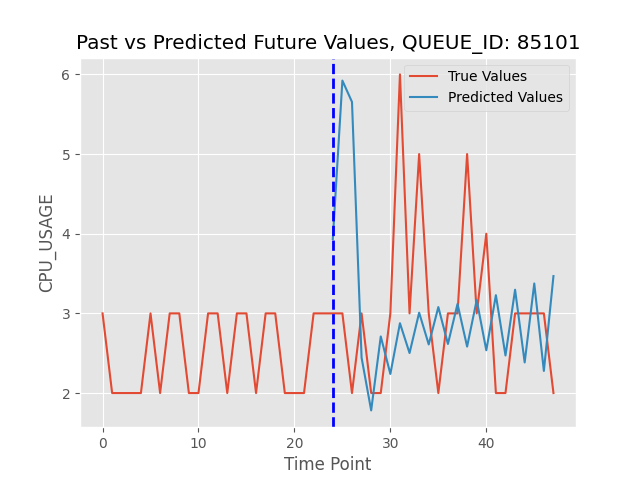 Past vs Predicted Future Values, QUEUE_ID: 85101
True Values
Predicted Values
CPU_USAGE
6
5
4
3
2
0
10
20
30
40
Time Point